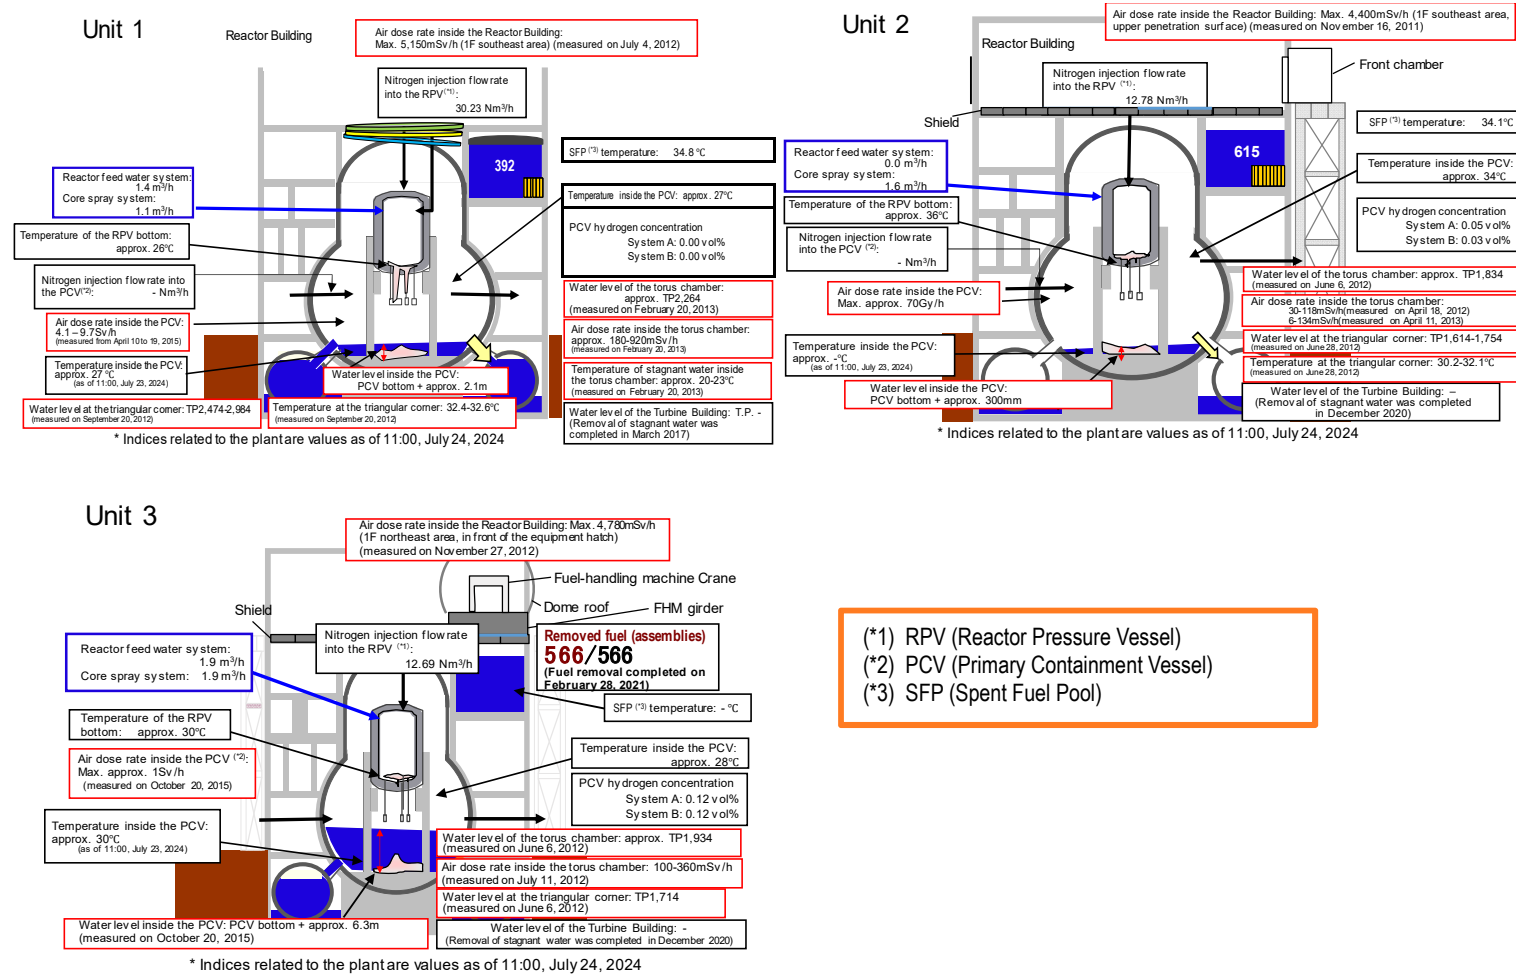 Unit 1
Reactor Building
Air dose rate inside the Reactor Building:
Max. 5,150mSv/h (1F southeast area) (measured on July 4, 2012)
Nitrogen injection flow rate
into the RPV(*1):
30.23 Nm³/h
392
SFP (*3) temperature: 34.8 ℃
Reactor feed water system:
1.4 m³/h
Core spray system:
1.1 m³/h
Temperature inside the PCV: approx. 27℃
PCV hydrogen concentration
System A: 0.00 vol%
System B: 0.00 vol%
Temperature of the RPV bottom:
approx. 26℃
Nitrogen injection flow rate into
the PCV(*2): - Nm³/h
Air dose rate inside the PCV:
4.1 – 9.7Sv/h
(measured from April 10 to 19, 2015)
Temperature inside the PCV:
approx. 27 ℃
(as of 11:00, July 23, 2024)
Water level inside the PCV:
PCV bottom + approx. 2.1m
Water level at the triangular corner: TP2,474-2,984
(measured on September 20, 2012)
Temperature at the triangular corner: 32.4-32.6℃
(measured on September 20, 2012)
Water level of the torus chamber:
approx. TP2,264
(measured on February 20, 2013)
Air dose rate inside the torus chamber:
approx. 180-920mSv/h
(measured on February 20, 2013)
Temperature of stagnant water inside
the torus chamber: approx. 20-23℃
(measured on February 20, 2013)
Water level of the Turbine Building: T.P. -
(Removal of stagnant water was
completed in March 2017)
* Indices related to the plant are values as of 11:00, July 24, 2024
Unit 2
Reactor Building
Air dose rate inside the Reactor Building: Max. 4,400mSv/h (1F southeast area,
upper penetration surface) (measured on November 16, 2011)
Nitrogen injection flow rate
into the RPV (*1):
12.78 Nm³/h
Front chamber
Shield
615
SFP (*3) temperature: 34.1℃
Reactor feed water system:
0.0 m³/h
Core spray system:
1.6 m³/h
Temperature inside the PCV:
approx. 34℃
Temperature of the RPV bottom:
approx. 36℃
PCV hydrogen concentration
System A: 0.05 vol%
System B: 0.03 vol%
Nitrogen injection flow rate
into the PCV (*2):
- Nm³/h
Air dose rate inside the PCV:
Max. approx. 70Gy/h
Temperature inside the PCV:
approx. -℃
(as of 11:00, July 23, 2024)
Water level inside the PCV:
PCV bottom + approx. 300mm
Water level of the torus chamber: approx. TP1,834
(measured on June 6, 2012)
Air dose rate inside the torus chamber:
30-118mSv/h(measured on April 18, 2012)
6-134mSv/h(measured on April 11, 2013)
Water level at the triangular corner: TP1,614-1,754
(measured on June 28, 2012)
Temperature at the triangular corner: 30.2-32.1℃
(measured on June 28, 2012)
Water level of the Turbine Building: –
(Removal of stagnant water was completed
in December 2020)
* Indices related to the plant are values as of 11:00, July 24, 2024
Unit 3
Air dose rate inside the Reactor Building: Max. 4,780mSv/h
(1F northeast area, in front of the equipment hatch)
(measured on November 27, 2012)
Fuel-handling machine Crane
Dome roof
FHM girder
Shield
Nitrogen injection flow rate
into the RPV (*1):
12.69 Nm³/h
Removed fuel (assemblies)
566/566
(Fuel removal completed on
February 28, 2021)
Reactor feed water system:
1.9 m³/h
Core spray system: 1.9 m³/h
SFP (*3) temperature: - ℃
Temperature of the RPV
bottom: approx. 30℃
Temperature inside the PCV:
approx. 28℃
Air dose rate inside the PCV (*2):
Max. approx. 1Sv/h
(measured on October 20, 2015)
PCV hydrogen concentration
System A: 0.12 vol%
System B: 0.12 vol%
Temperature inside the PCV:
approx. 30℃
(as of 11:00, July 23, 2024)
Water level of the torus chamber: approx. TP1,934
(measured on June 6, 2012)
Air dose rate inside the torus chamber: 100-360mSv/h
(measured on July 11, 2012)
Water level at the triangular corner: TP1,714
(measured on June 6, 2012)
Water level inside the PCV: PCV bottom + approx. 6.3m
(measured on October 20, 2015)
Water level of the Turbine Building: -
(Removal of stagnant water was completed in December 2020)
* Indices related to the plant are values as of 11:00, July 24, 2024
(*1) RPV (Reactor Pressure Vessel)
(*2) PCV (Primary Containment Vessel)
(*3) SFP (Spent Fuel Pool)